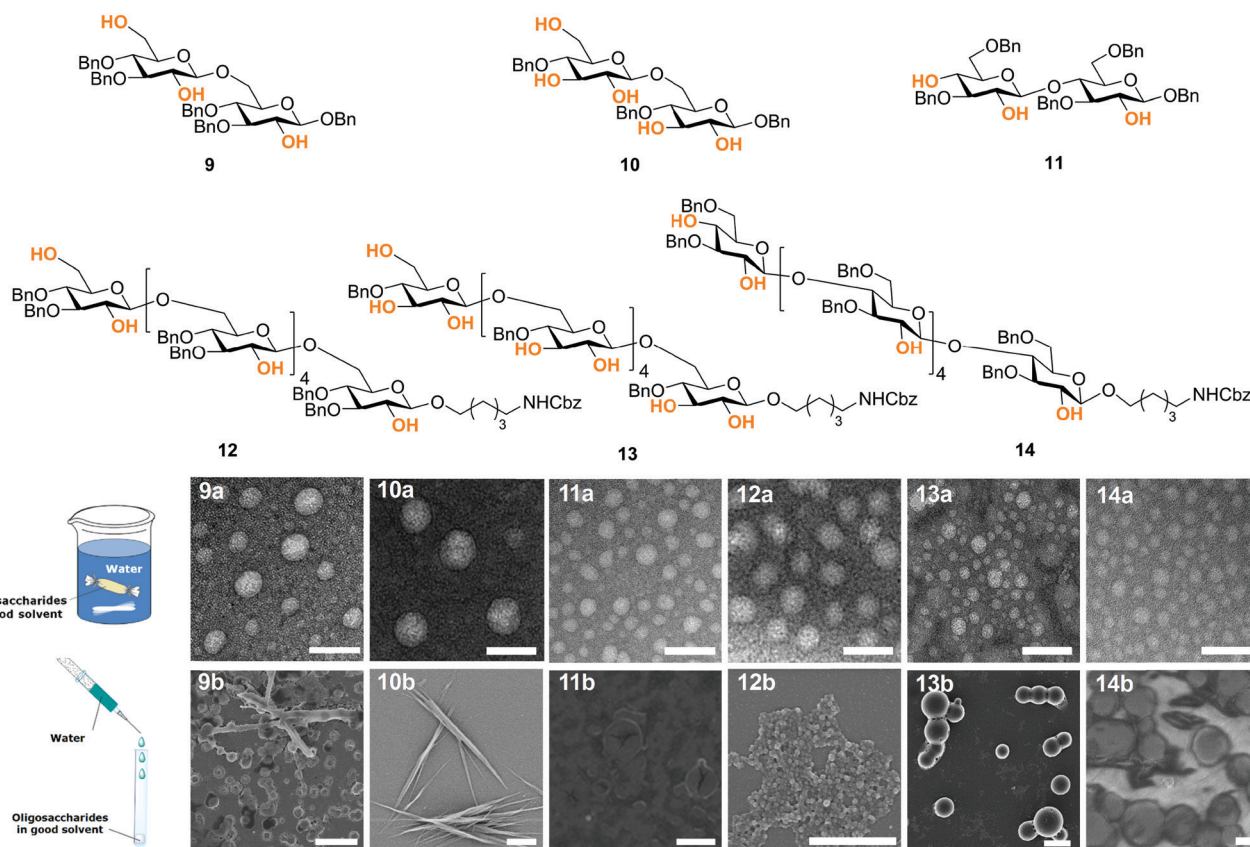 HO
BnO O
BnO O
OH
BnO O
BnO OBn
OH
9
HO
BnO O
HO O
OH
BnO O
HO OBn
OH
10
OBn OBn
HO O O O
BnO OH BnO OBn
OH
11
HO
BnO O
BnO O
OH
BnO O
BnO O
OH
4
BnO O
BnO O NHCbz
OH 3
12
HO
BnO O
HO O
OH
BnO O
HO O
OH
4
BnO O
HO O NHCbz
OH 3
13
BnO
HO O
BnO O
OH
BnO
O
BnO O
OH
4
BnO
O
BnO O NHCbz
OH 3
14
Water
saccharides
od solvent
9a
10a
11a
12a
13a
14a
Water
Oligosaccharides
in good solvent
9b
10b
11b
12b
13b
14b